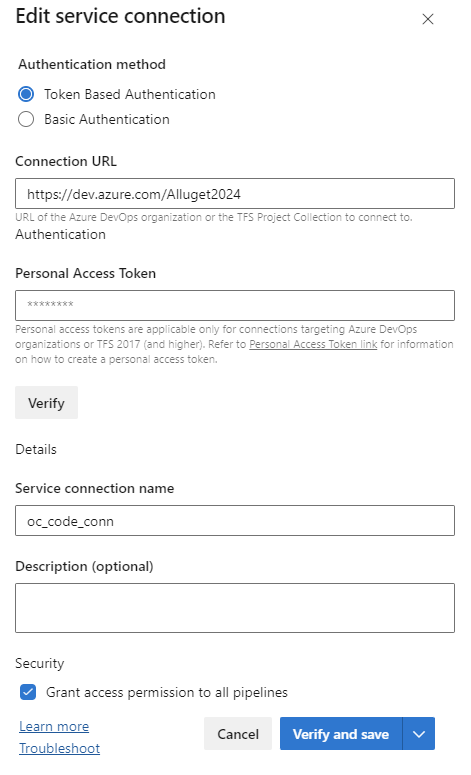 Edit service connection
Authentication method
Token Based Authentication
Basic Authentication
Connection URL
https://dev.azure.com/Alluget2024
URL of the Azure DevOps organization or the TFS Project Collection to connect to.
Authentication
Personal Access Token
********
Personal access tokens are applicable only for connections targeting Azure DevOps
organizations or TFS 2017 (and higher). Refer to Personal Access Token link for information
on how to create a personal access token.
Verify
Details
Service connection name
oc_code_conn
Description (optional)
Security
Grant access permission to all pipelines
Learn more
Troubleshoot
Cancel
Verify and save